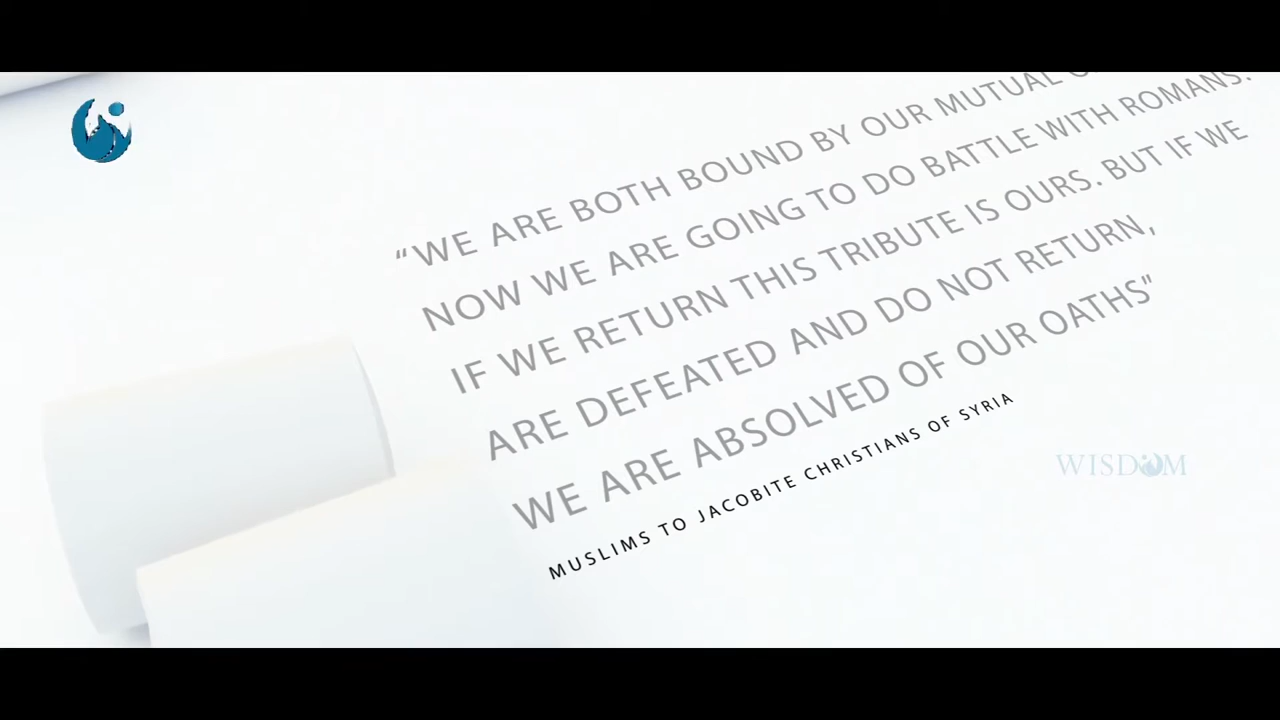 “WE ARE BOTH BOUND BY OUR MUTUAL
NOW WE ARE GOING TO DO BATTLE WITH ROMANS.
IF WE RETURN THIS TRIBUTE IS OURS. BUT IF WE
ARE DEFEATED AND DO NOT RETURN,
WE ARE ABSOLVED OF OUR OATHS”
MUSLIMS TO JACOBITE CHRISTIANS OF SYRIA
WISDOM